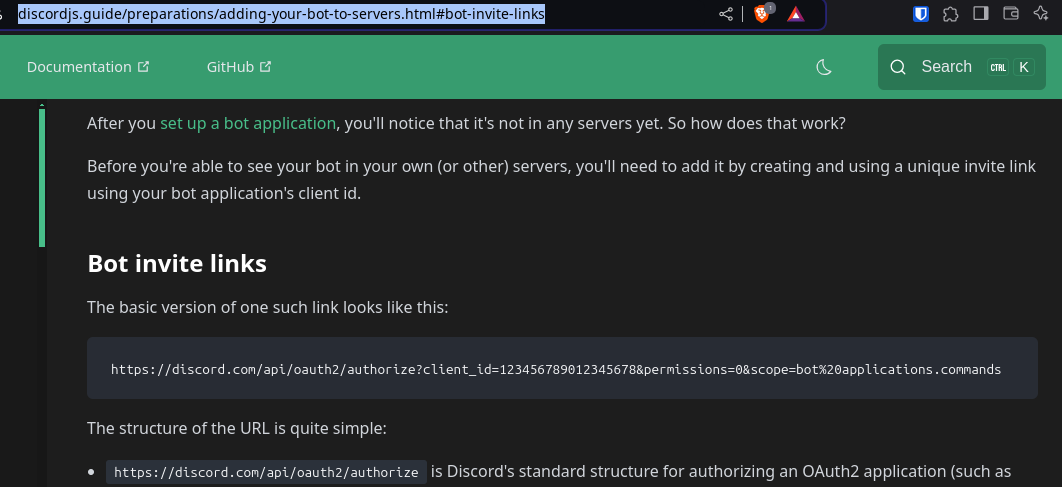 discordjs.guide/preparations/adding-your-bot-to-servers.html#bot-invite-links
Documentation GitHub Search CTRL K
After you set up a bot application, you'll notice that it's not in any servers yet. So how does that work?
Before you're able to see your bot in your own (or other) servers, you'll need to add it by creating and using a unique invite link
using your bot application's client id.
Bot invite links
The basic version of one such link looks like this:
https://discord.com/api/oauth2/authorize?client_id=123456789012345678&permissions=0&scope=bot%20applications.commands
The structure of the URL is quite simple:
• https://discord.com/api/oauth2/authorize is Discord's standard structure for authorizing an OAuth2 application (such as